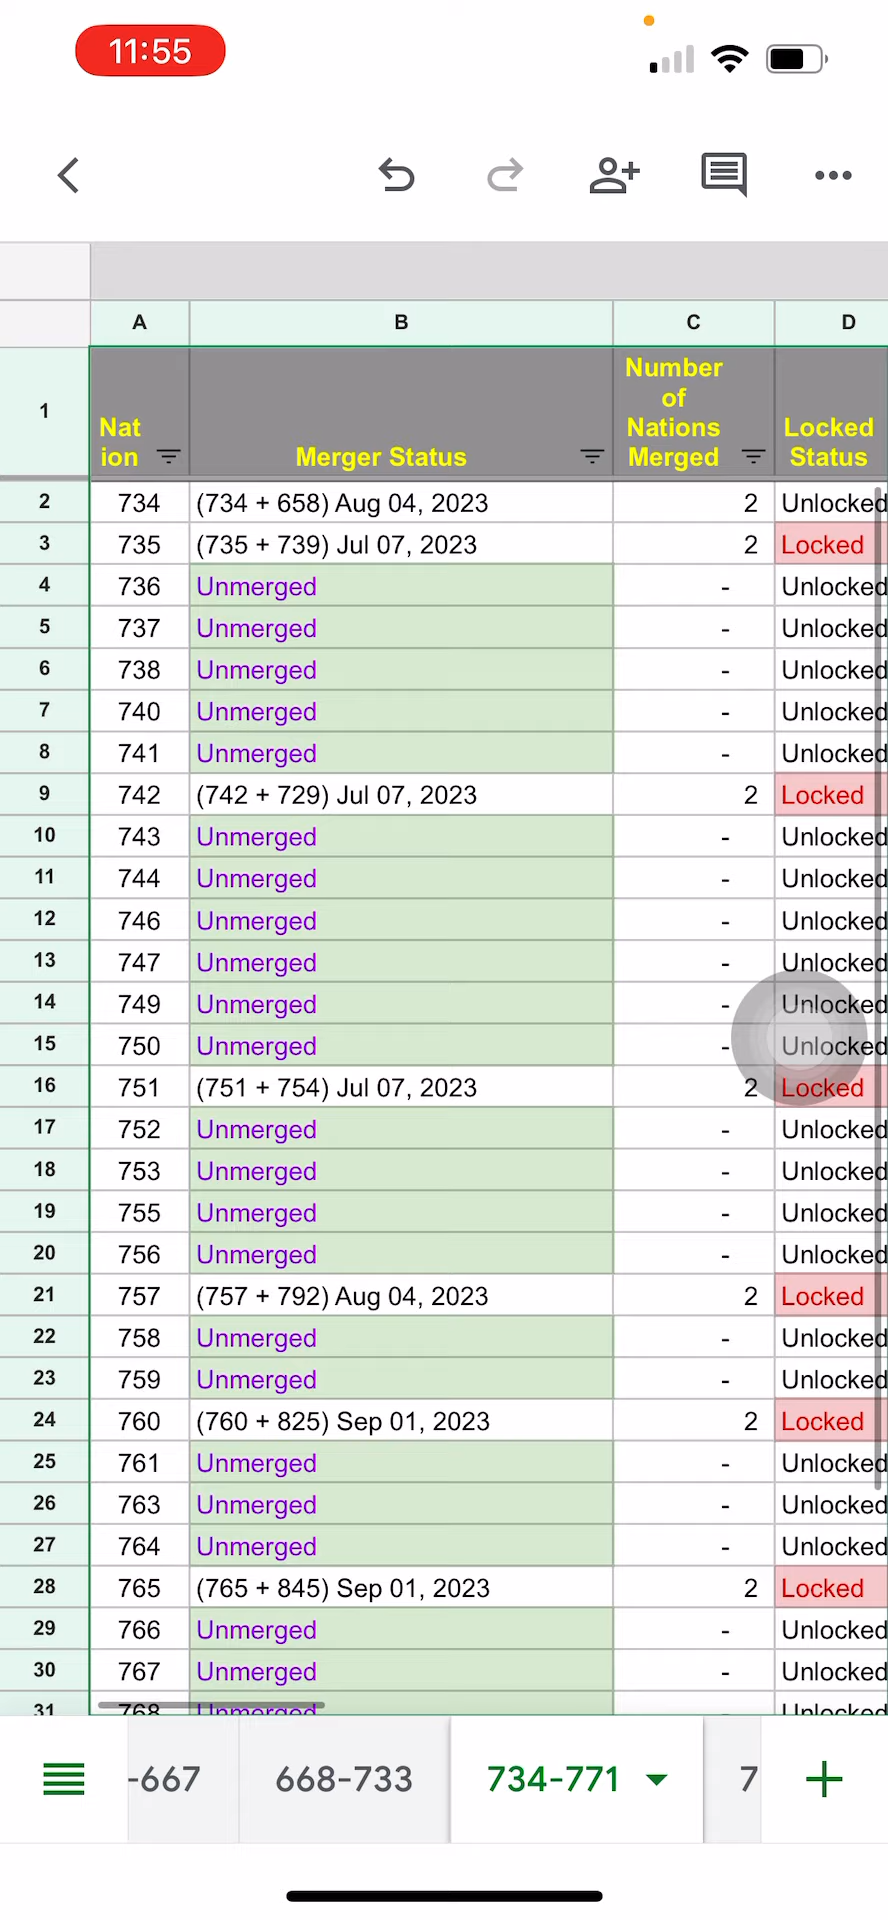 11:55
A B C D
1 Nat ion Merger Status Number of Nations Merged Locked Status
2 734 (734 + 658) Aug 04, 2023 2 Unlocked
3 735 (735 + 739) Jul 07, 2023 2 Locked
4 736 Unmerged - Unlocked
5 737 Unmerged - Unlocked
6 738 Unmerged - Unlocked
7 740 Unmerged - Unlocked
8 741 Unmerged - Unlocked
9 742 (742 + 729) Jul 07, 2023 2 Locked
10 743 Unmerged - Unlocked
11 744 Unmerged - Unlocked
12 746 Unmerged - Unlocked
13 747 Unmerged - Unlocked
14 749 Unmerged - Unlocked
15 750 Unmerged - Unlocked
16 751 (751 + 754) Jul 07, 2023 2 Locked
17 752 Unmerged - Unlocked
18 753 Unmerged - Unlocked
19 755 Unmerged - Unlocked
20 756 Unmerged - Unlocked
21 757 (757 + 792) Aug 04, 2023 2 Locked
22 758 Unmerged - Unlocked
23 759 Unmerged - Unlocked
24 760 (760 + 825) Sep 01, 2023 2 Locked
25 761 Unmerged - Unlocked
26 763 Unmerged - Unlocked
27 764 Unmerged - Unlocked
28 765 (765 + 845) Sep 01, 2023 2 Locked
29 766 Unmerged - Unlocked
30 767 Unmerged - Unlocked
31 768 Unmerged - Unlocked
-667 668-733 734-771 7